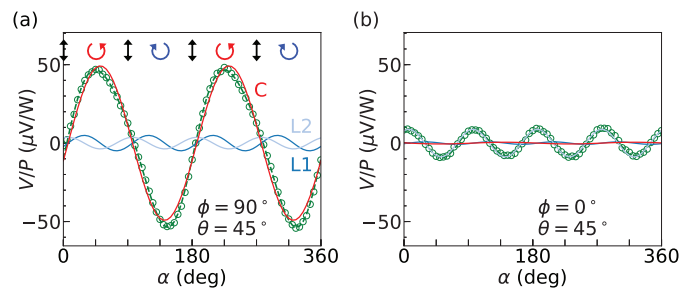 (a)
(b)
V/P (μV/W)
50
0
−50
C
L2
L1
ϕ = 90°
θ = 45°
0
180
360
α (deg)
V/P (μV/W)
50
0
−50
ϕ = 0°
θ = 45°
0
180
360
α (deg)